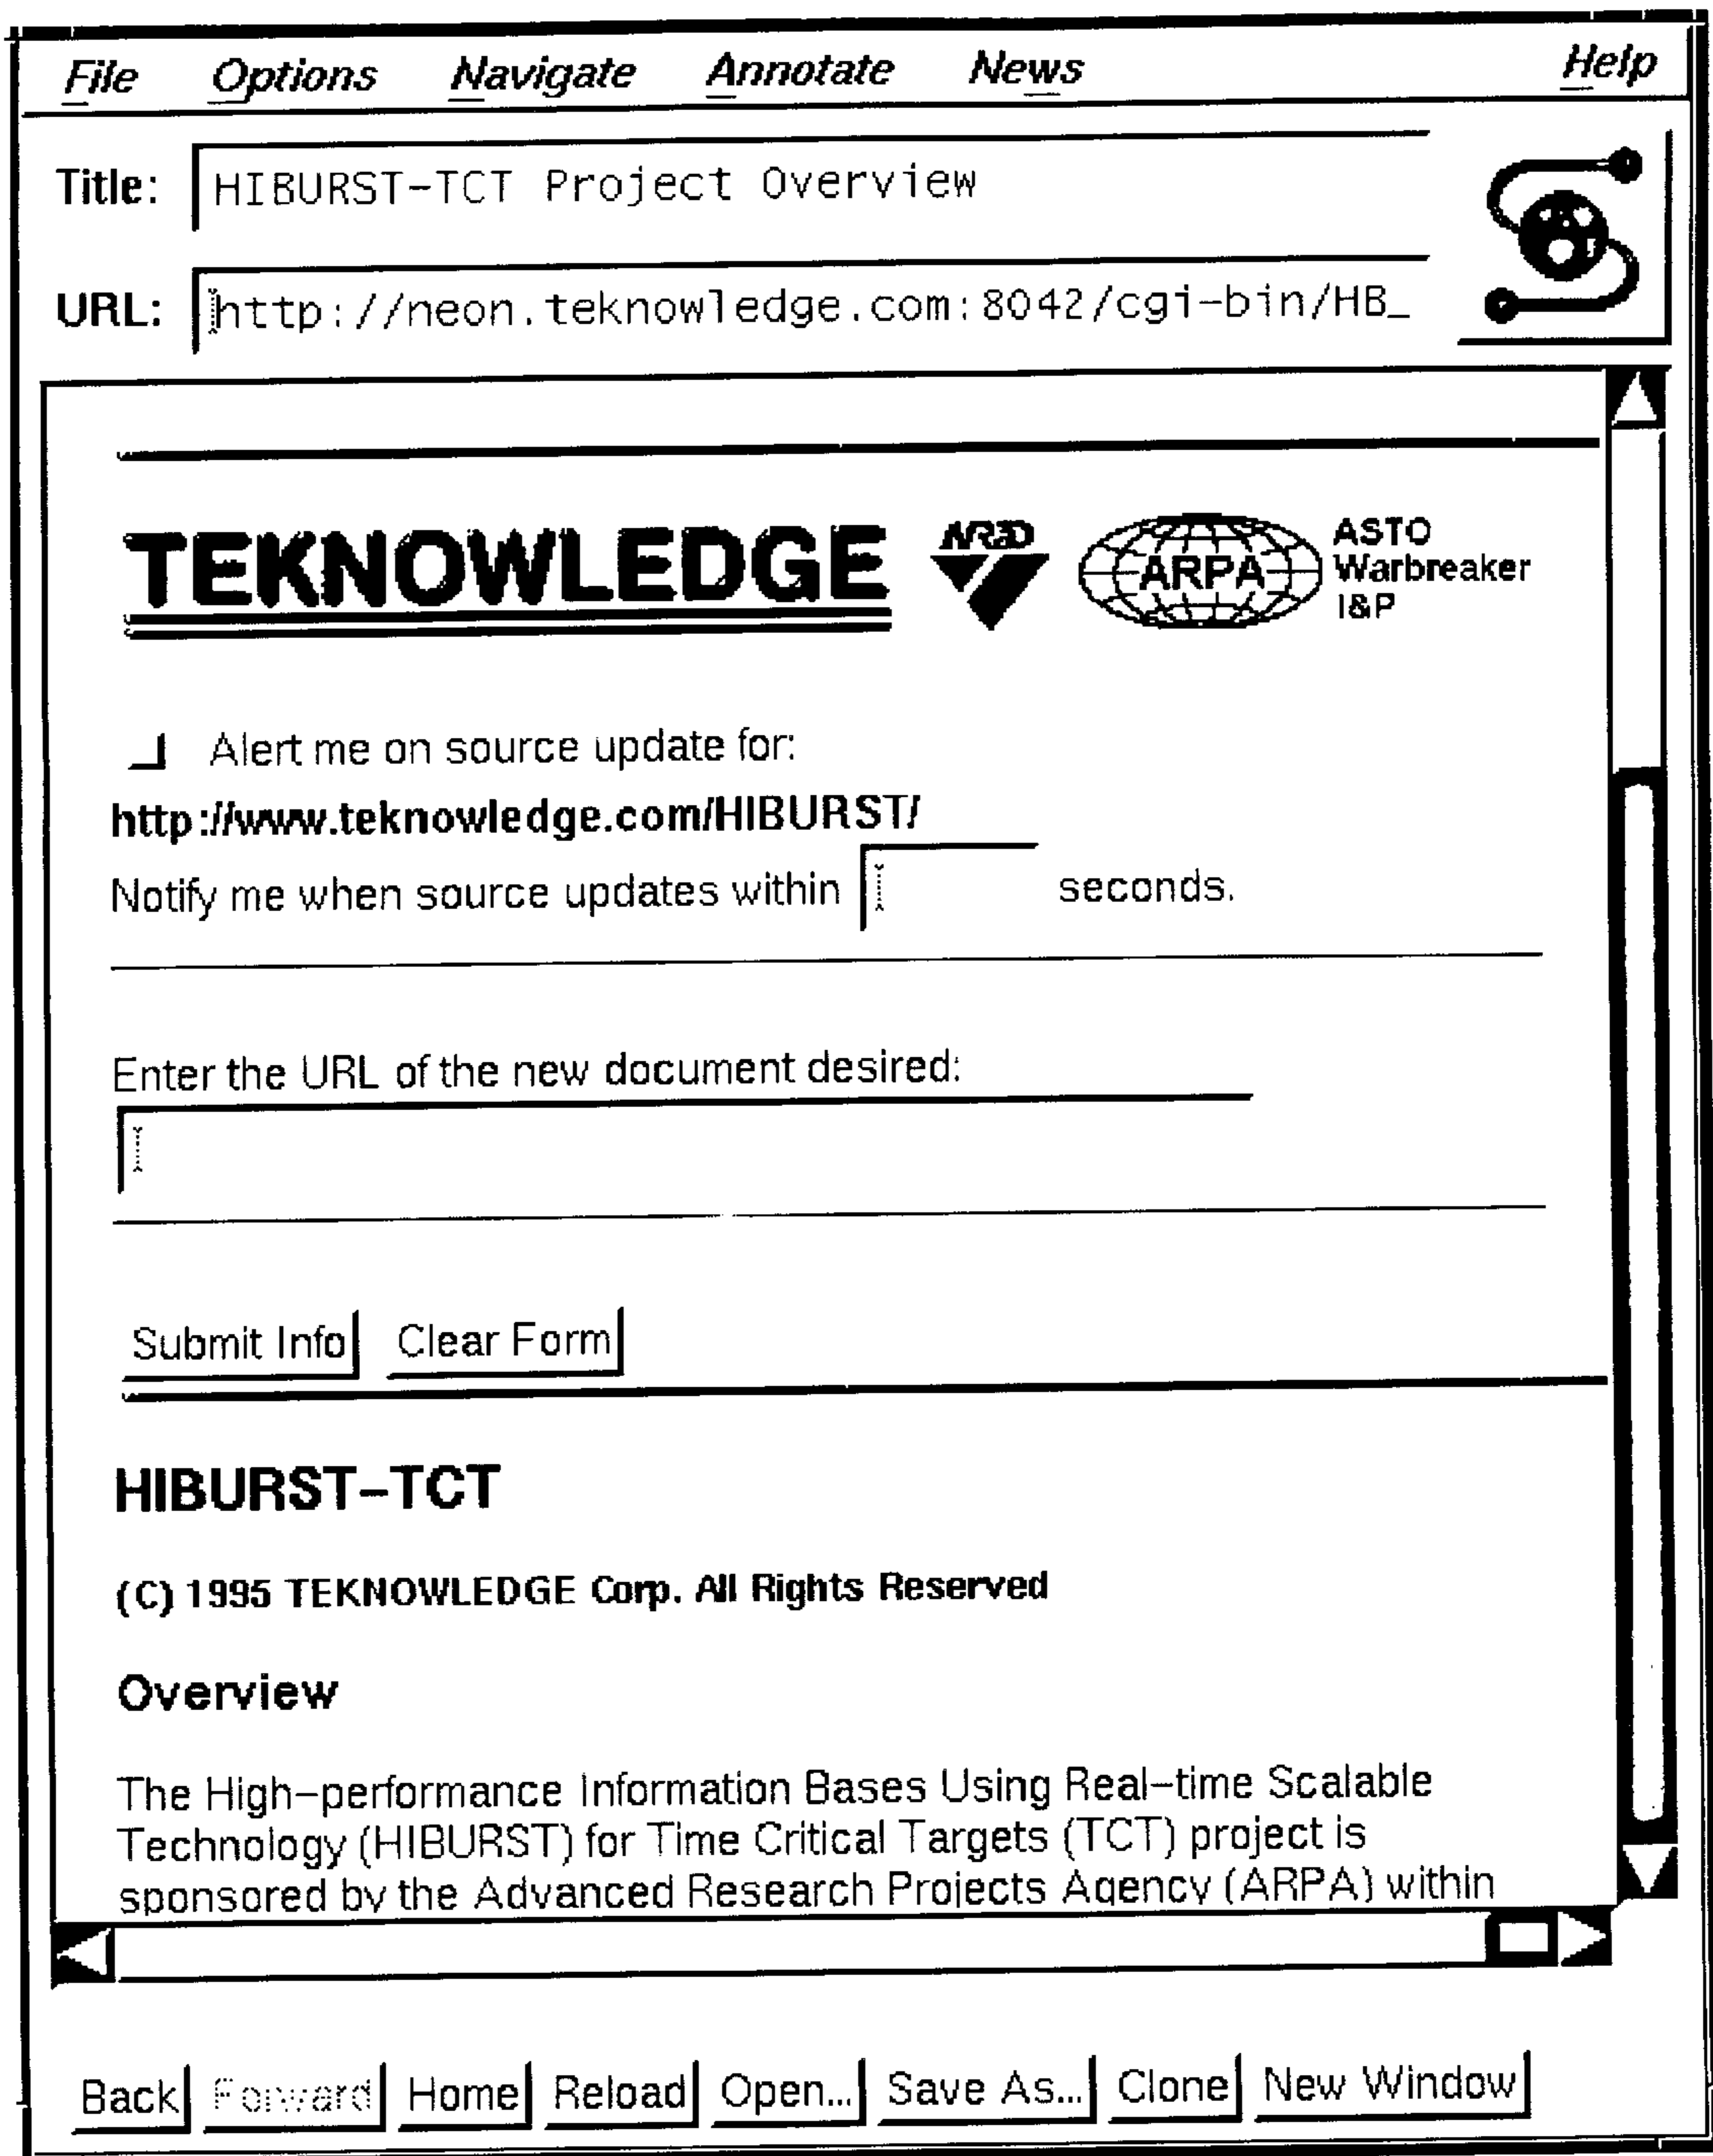 File Options Navigate Annotate News Help
Title: HIBURST-TCT Project Overview
URL: http://neon.teknowledge.com:8042/cgi-bin/HB_
TEKNOWLEDGE
ARPA
ASTO
Warbreaker
I&P
Alert me on source update for:
http://www.teknowledge.com/HIBURST/
Notify me when source updates within seconds.
Enter the URL of the new document desired:
Submit Info Clear Form
HIBURST-TCT
(C) 1995 TEKNOWLEDGE Corp. All Rights Reserved
Overview
The High-performance Information Bases Using Real-time Scalable
Technology (HIBURST) for Time Critical Targets (TCT) project is
sponsored by the Advanced Research Projects Agency (ARPA) within
Back Forward Home Reload Open... Save As... Clone New Window